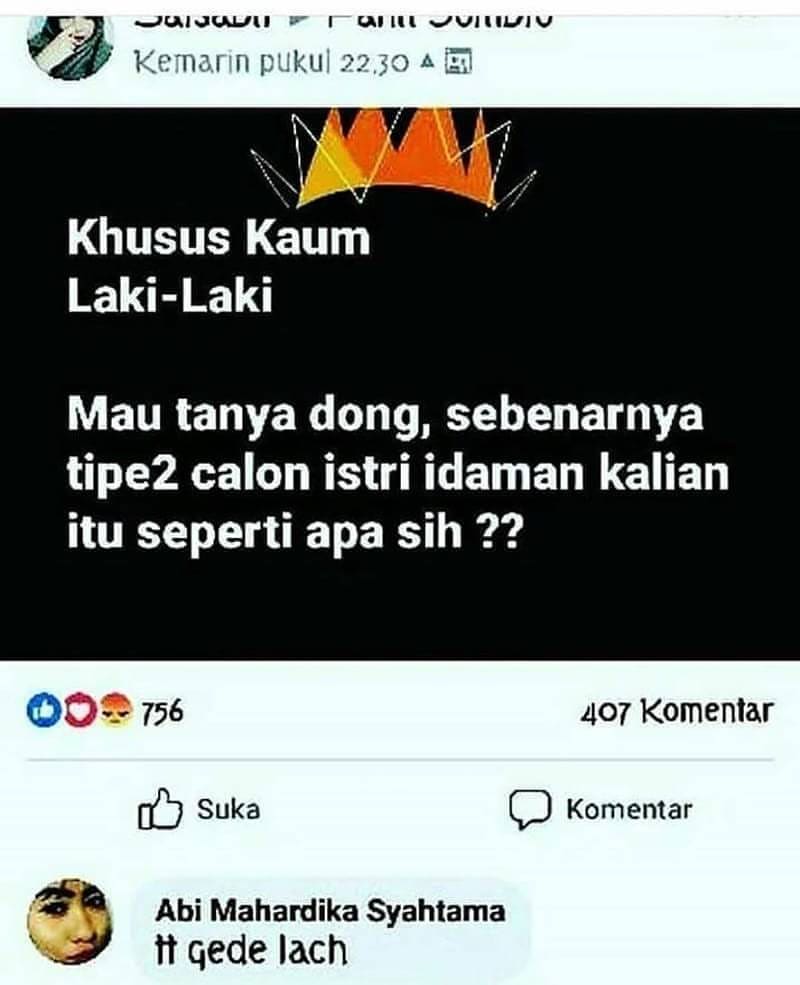 Kemarin pukul 22.30
Khusus Kaum
Laki-Laki
Mau tanya dong, sebenarnya
tipe2 calon istri idaman kalian
itu seperti apa sih ??
756
407 Komentar
Suka
Komentar
Abi Mahardika Syahtama
tt gede lach